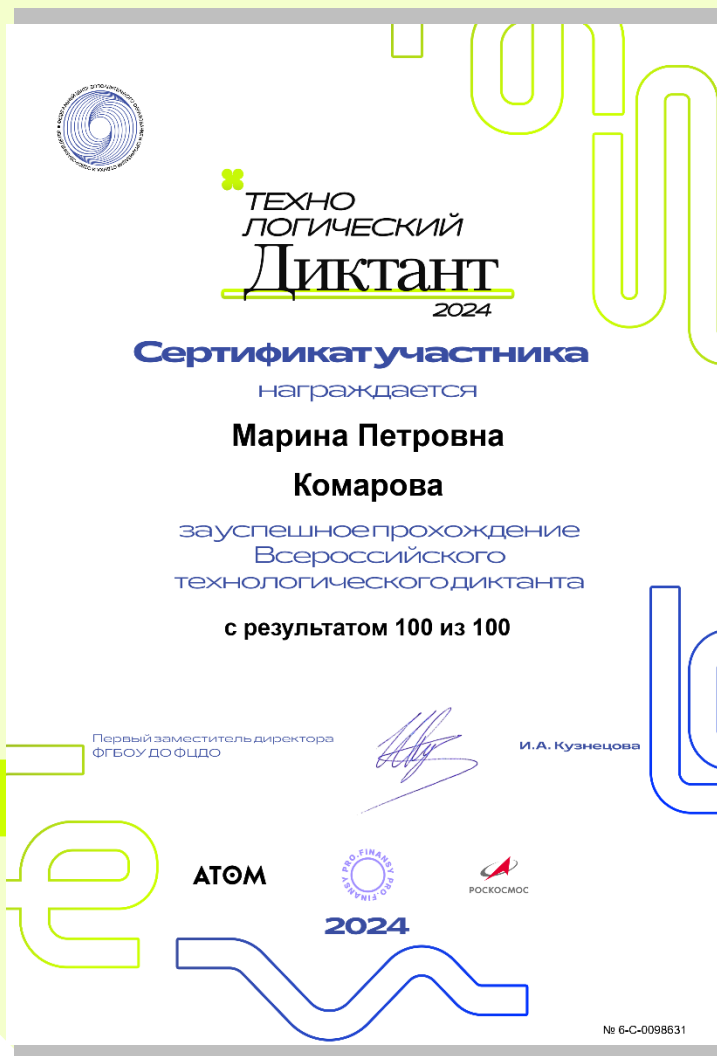 ТЕХНО
ЛОГИЧЕСКИЙ
Диктант
2024
Сертификат участника
награждается
Марина Петровна
Комарова
за успешное прохождение
Всероссийского
технологического диктанта
с результатом 100 из 100
Первый заместитель директора
ФГБОУ ДО ФЦДО
И.А. Кузнецова
АТОМ
PRO.FINANSY PRO.FINANSY
РОСКОСМОС
2024
№ 6-С-0098631